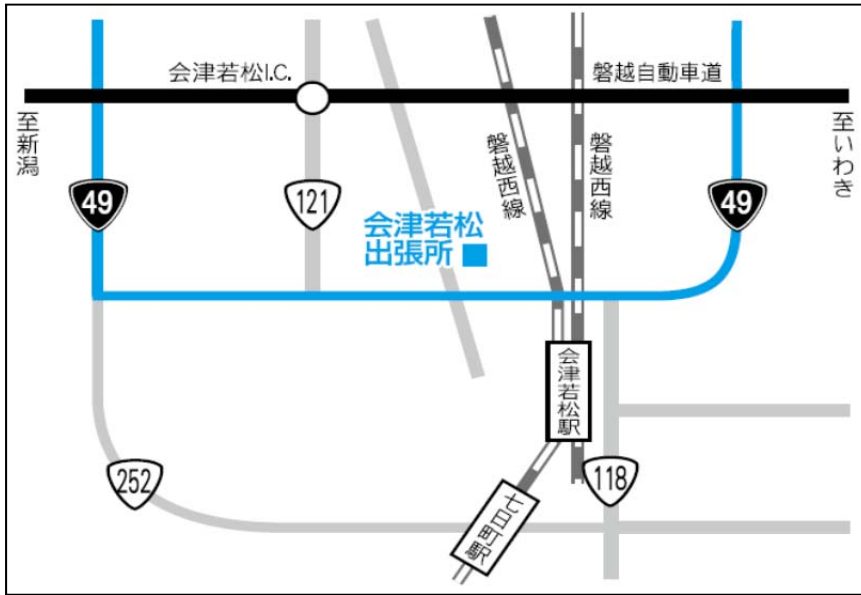 会津若松I.C.
磐越自動車道
至新潟
至いわき
磐越西線
磐越西線
49
121
49
会津若松
出張所
会津若松駅
252
118
七日町駅